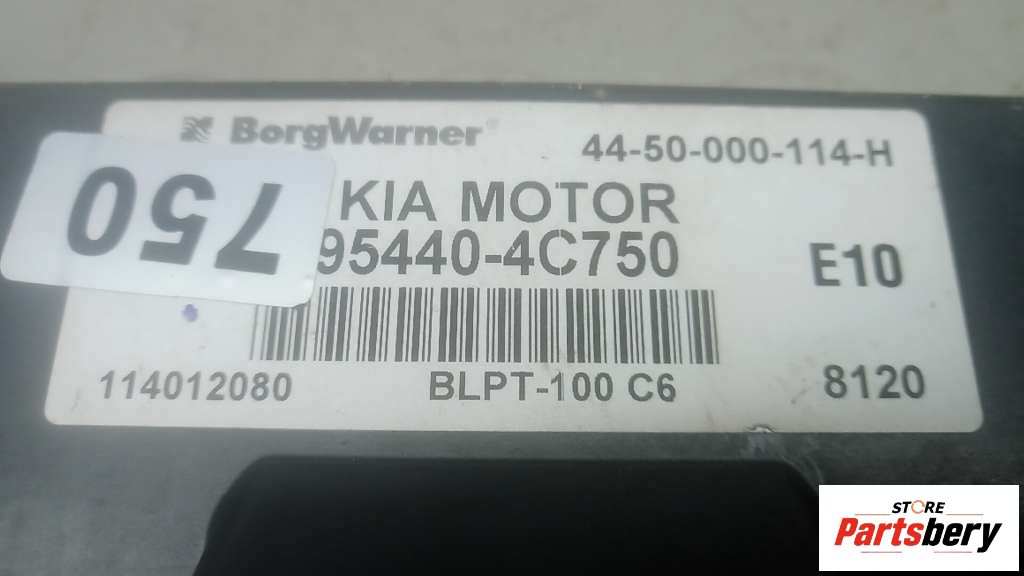 BorgWarner
44-50-000-114-H
750
KIA MOTOR
95440-4C750
E10
114012080
BLPT-100 C6
8120
STORE
Partsbery